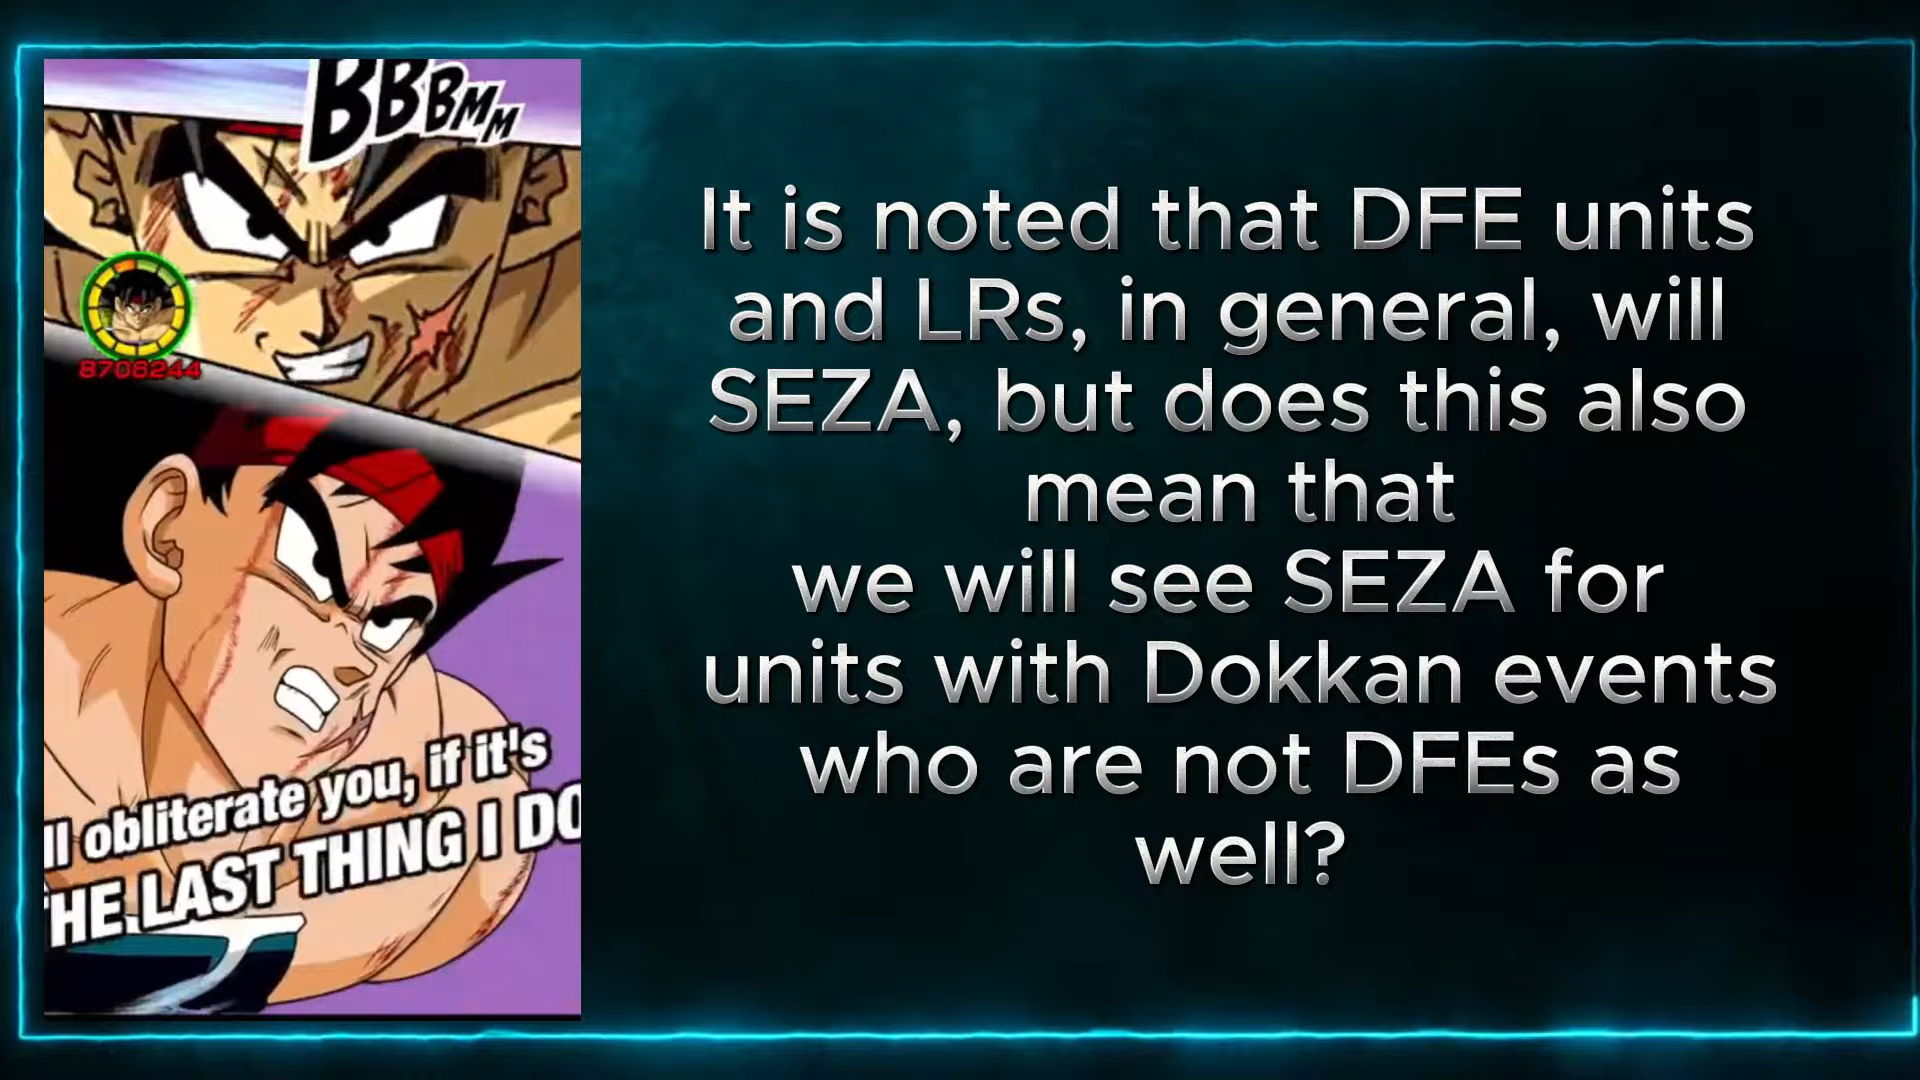 BBBMM
8706244
ll obliterate you, if it's
THE LAST THING I DO
It is noted that DFE units
and LRs, in general, will
SEZA, but does this also
mean that
we will see SEZA for
units with Dokkan events
who are not DFEs as
well?